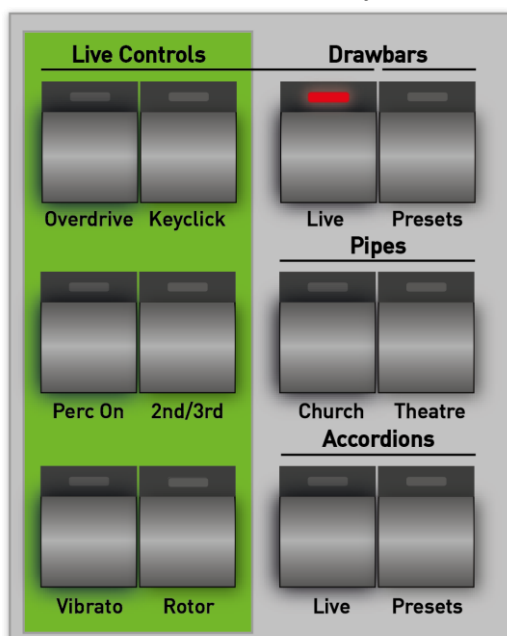 Live Controls Drawbars
Overdrive Keyclick Live Presets
Pipes
Perc On 2nd/3rd Church Theatre
Accordions
Vibrato Rotor Live Presets